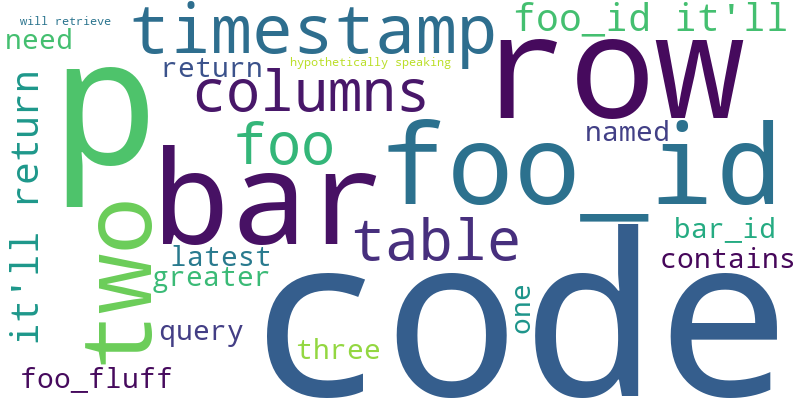 will retrieve
need
timestamp
foo_id it'll
return
hypothetically speaking
row
p
columns
foo
bar
foo_id
named
it'll return
two
table
bar_id
latest
contains
greater
code
one
query
three
foo_fluff